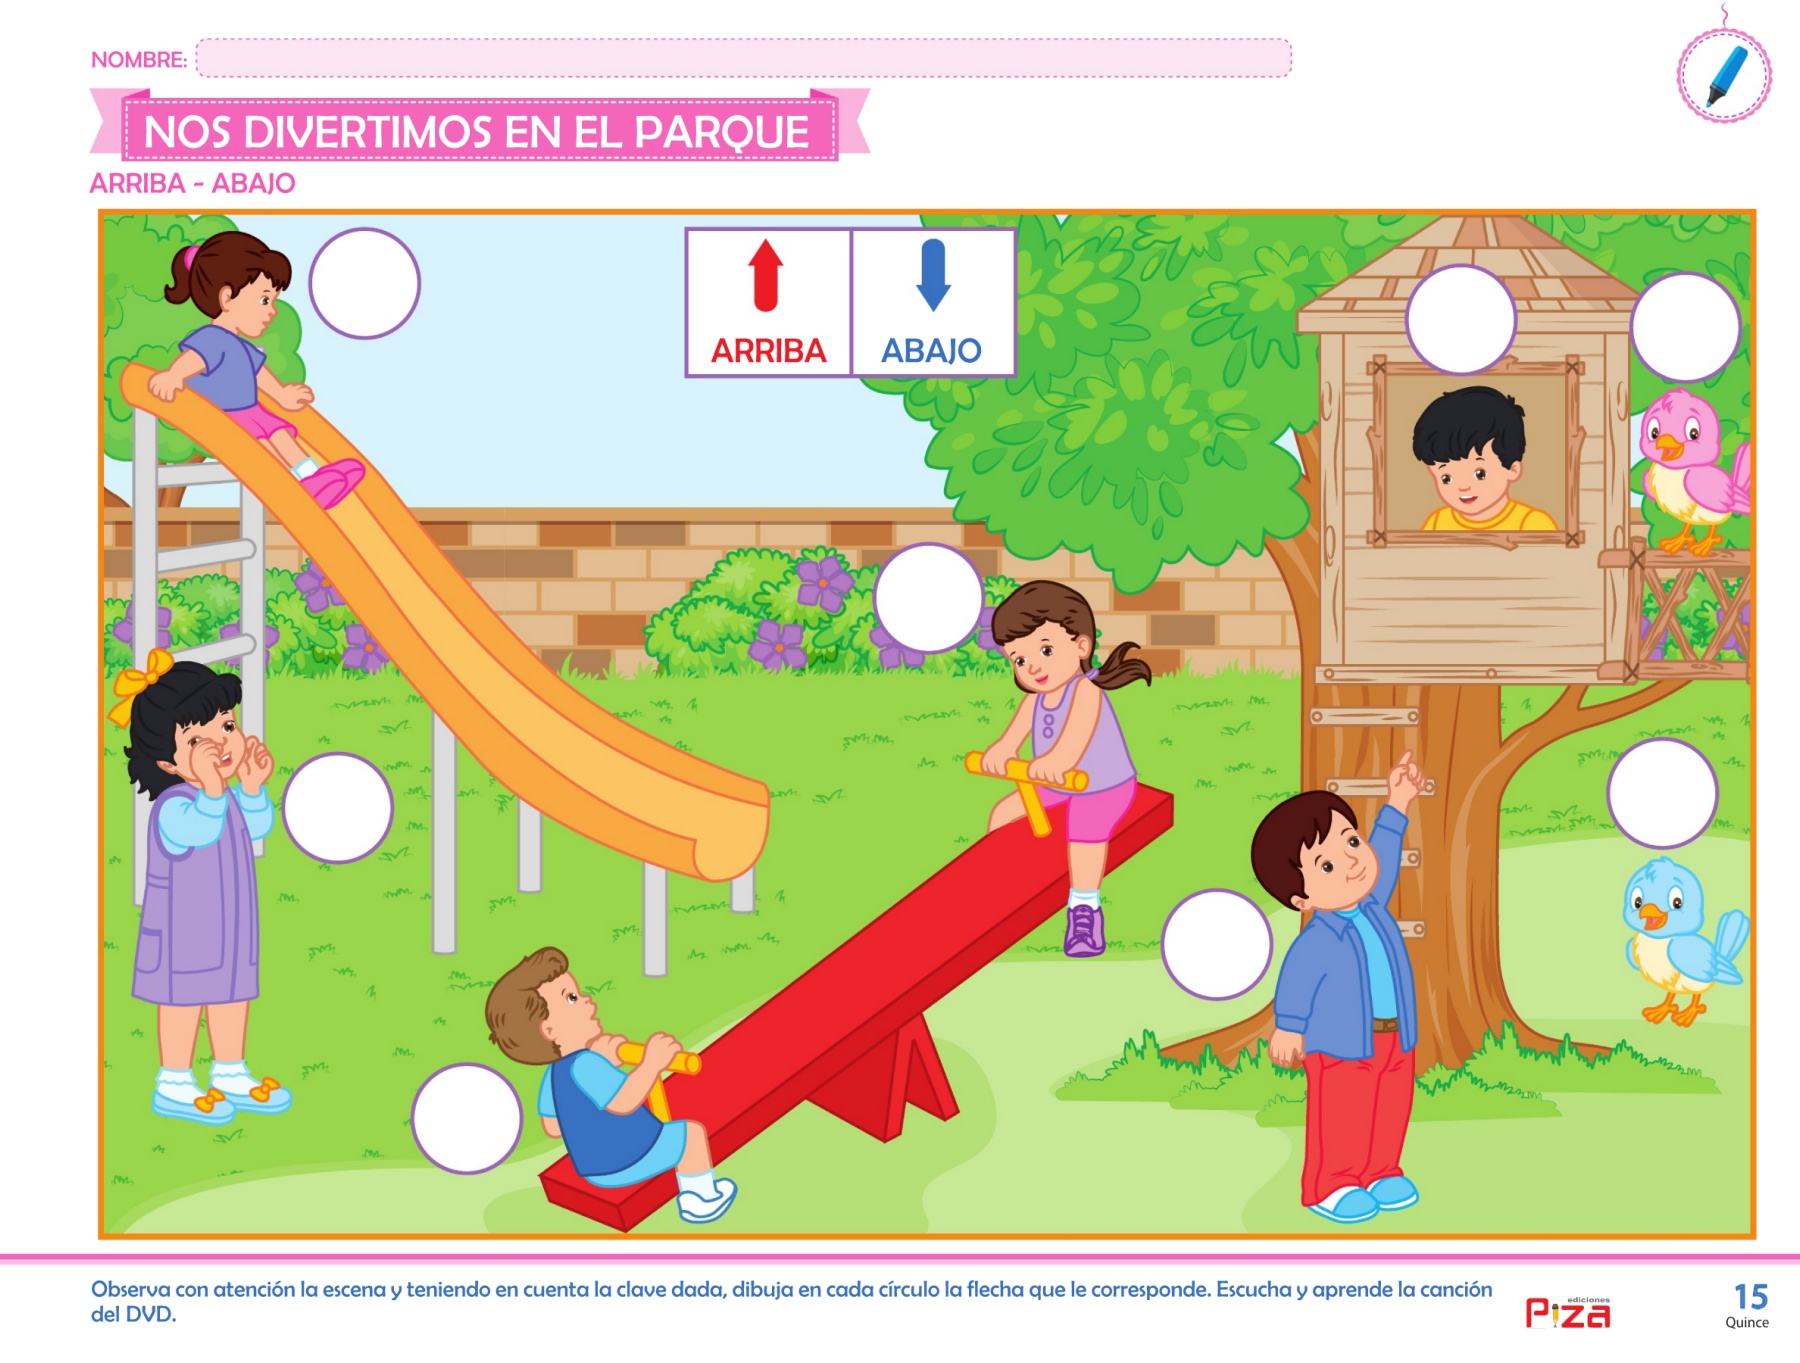 NOMBRE:
NOS DIVERTIMOS EN EL PARQUE
ARRIBA - ABAJO
ARRIBA
ABAJO
Observa con atención la escena y teniendo en cuenta la clave dada, dibuja en cada círculo la flecha que le corresponde. Escucha y aprende la canción
del DVD.
ediciones
Piza
15
Quince